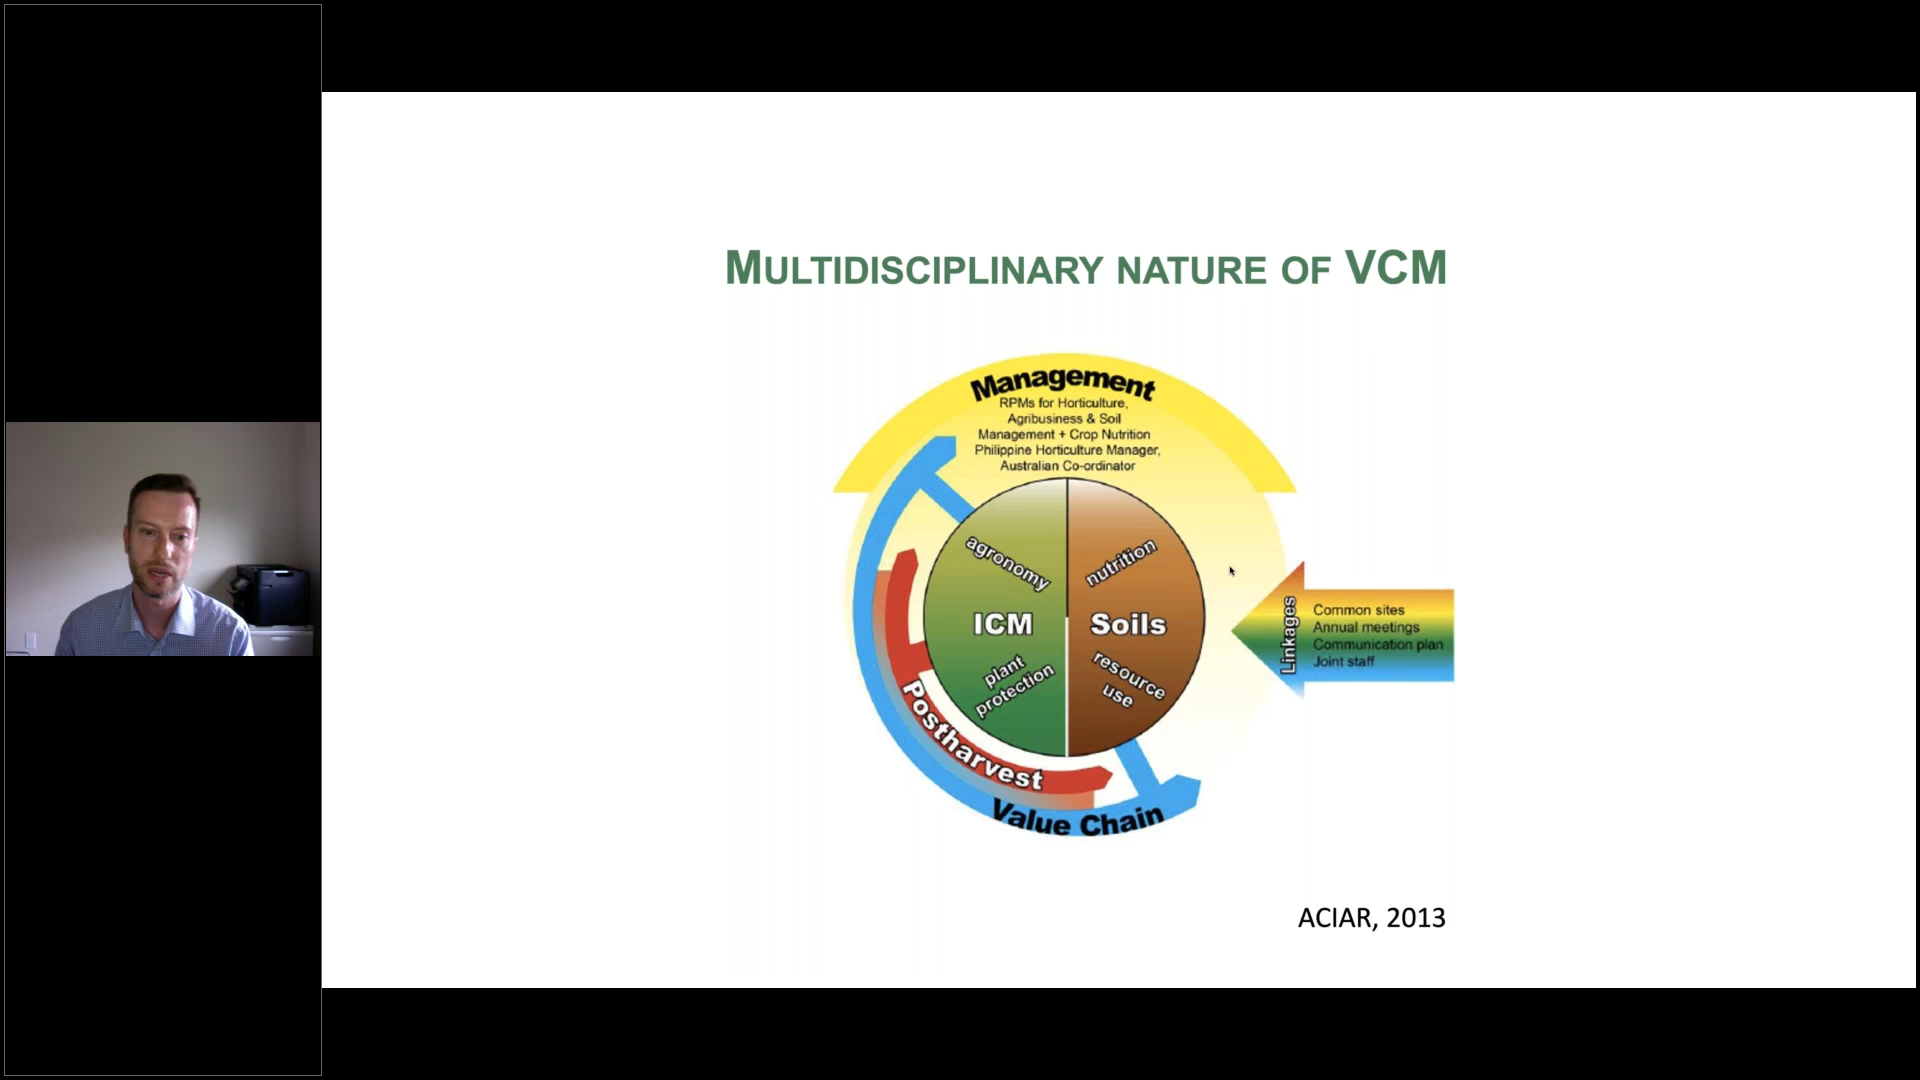 MULTIDISCIPLINARY NATURE OF VCM
Management
RPMs for Horticulture,
Agribusiness & Soil
Management + Crop Nutrition
Philippine Horticulture Manager,
Australian Co-ordinator
agronomy
nutrition
ICM
Soils
plant
protection
resource
use
Postharvest
Value Chain
Linkages
Common sites
Annual meetings
Communication plan
Joint staff
ACIAR, 2013